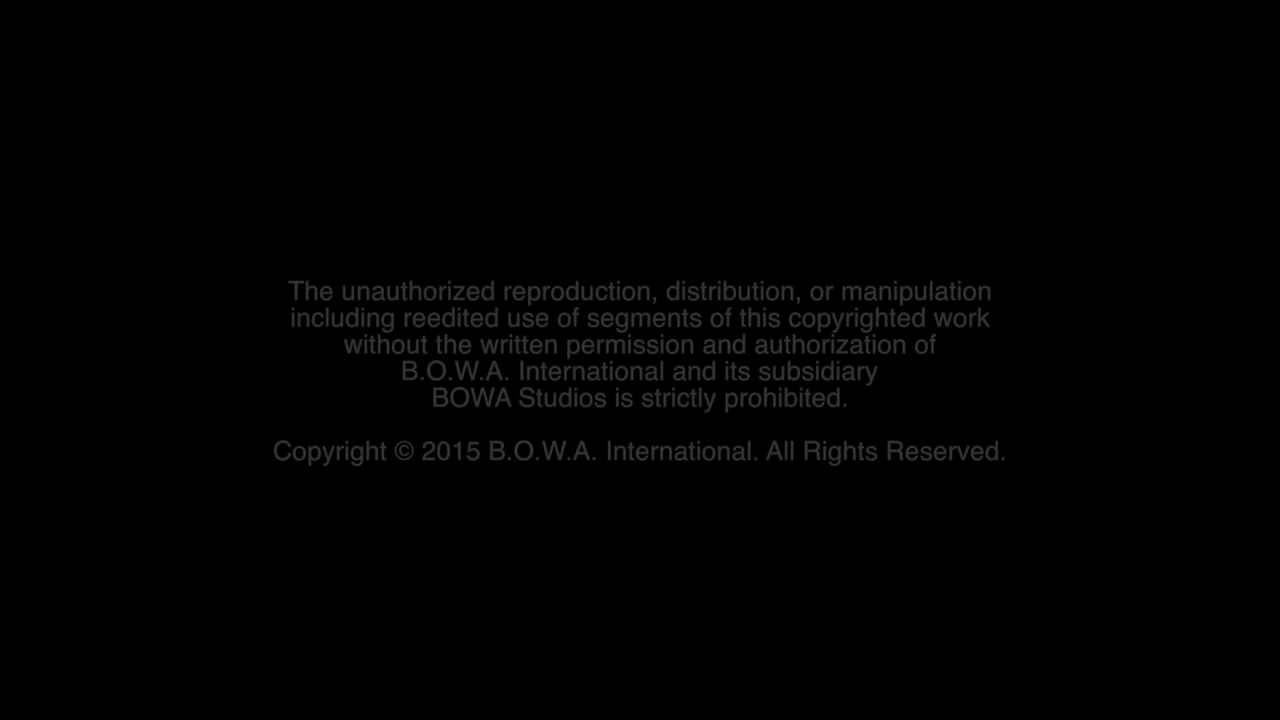 The unauthorized reproduction, distribution, or manipulation
including reedited use of segments of this copyrighted work
without the written permission and authorization of
B.O.W.A. International and its subsidiary
BOWA Studios is strictly prohibited.
Copyright © 2015 B.O.W.A. International. All Rights Reserved.